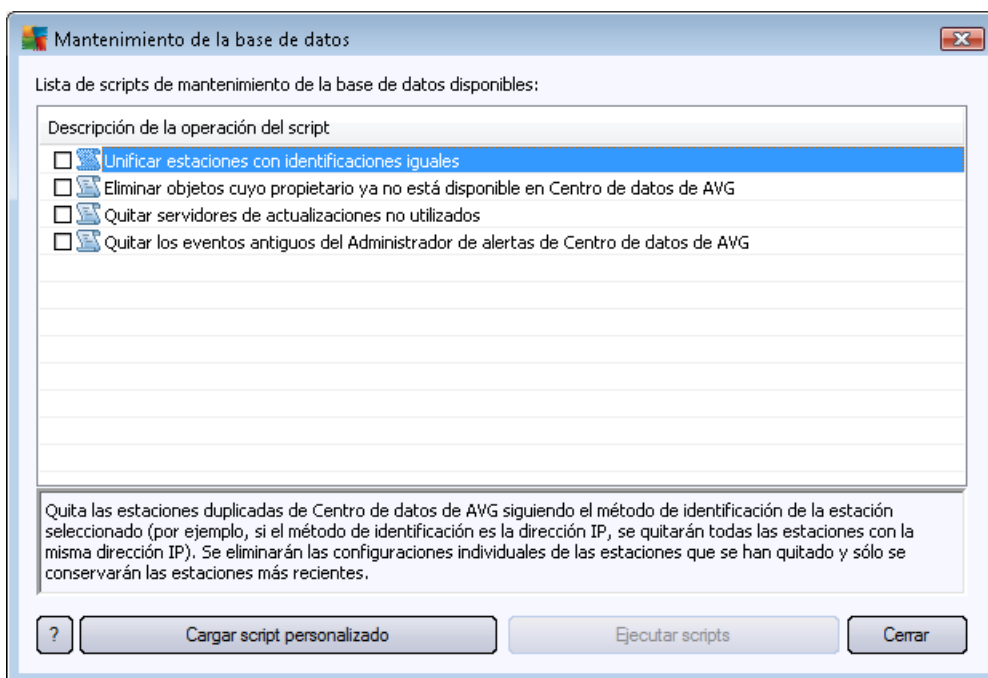 Mantenimiento de la base de datos
Lista de scripts de mantenimiento de la base de datos disponibles:
Descripción de la operación del script
Unificar estaciones con identificaciones iguales
Eliminar objetos cuyo propietario ya no está disponible en Centro de datos de AVG
Quitar servidores de actualizaciones no utilizados
Quitar los eventos antiguos del Administrador de alertas de Centro de datos de AVG
Quita las estaciones duplicadas de Centro de datos de AVG siguiendo el método de identificación de la estación
seleccionado (por ejemplo, si el método de identificación es la dirección IP, se quitarán todas las estaciones con la
misma dirección IP). Se eliminarán las configuraciones individuales de las estaciones que se han quitado y sólo se
conservarán las estaciones más recientes.
? Cargar script personalizado Ejecutar scripts Cerrar